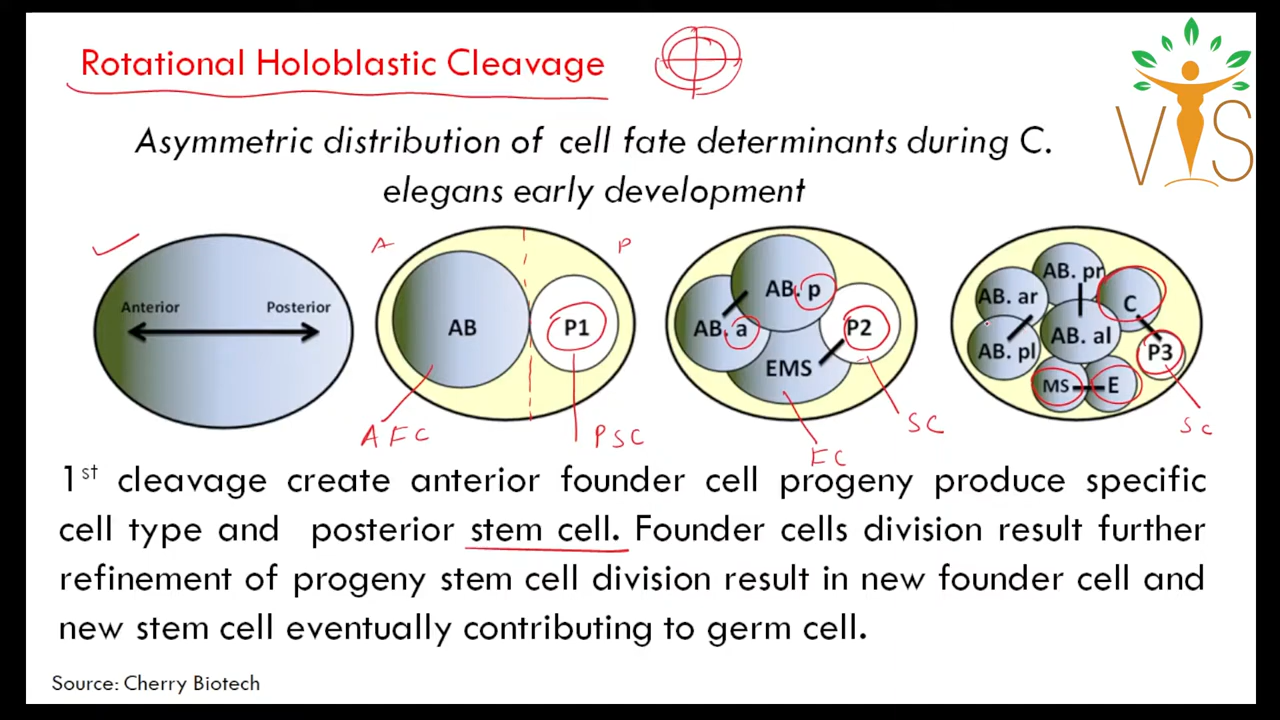 Rotational Holoblastic Cleavage
VIS
Asymmetric distribution of cell fate determinants during C.
elegans early development
Anterior Posterior
A P
AB P1
AFC PSC
AB. p
AB. a P2
EMS
SC
FC
AB. pr
AB. ar C
AB. pl AB. al P3
MS E
SC
1st cleavage create anterior founder cell progeny produce specific
cell type and posterior stem cell. Founder cells division result further
refinement of progeny stem cell division result in new founder cell and
new stem cell eventually contributing to germ cell.
Source: Cherry Biotech